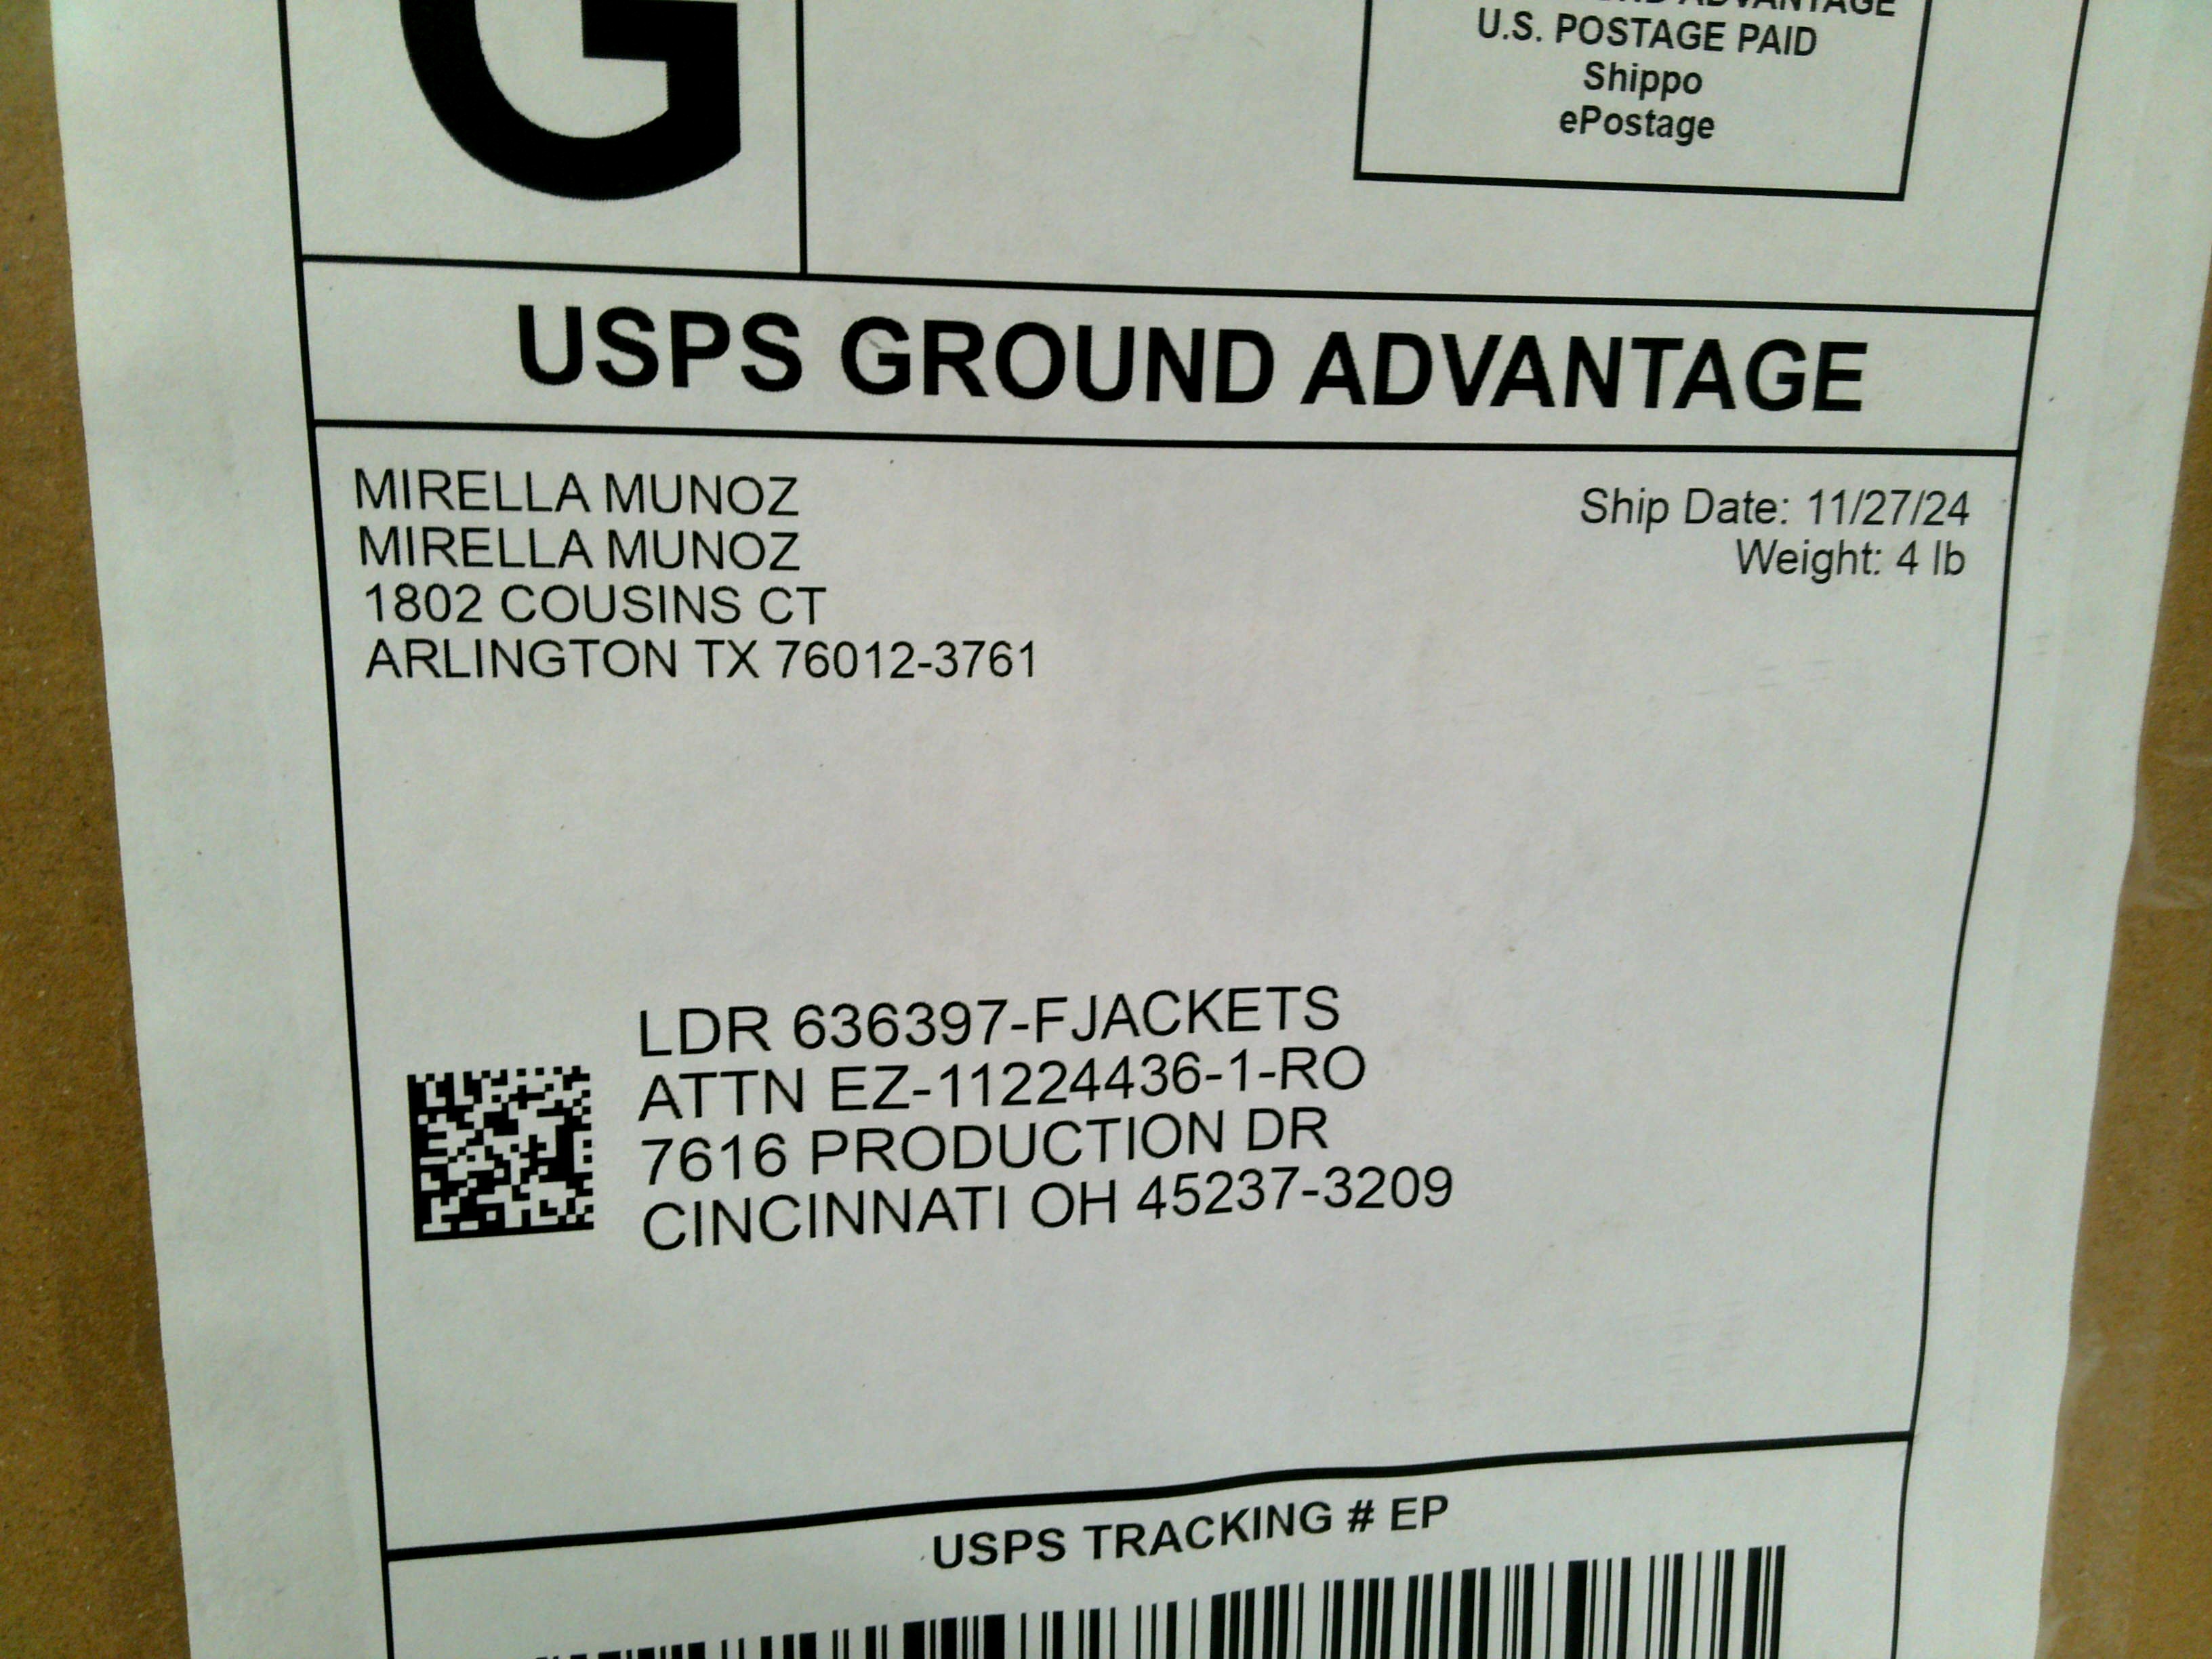 G
ADVANTAGE
U.S. POSTAGE PAID
Shippo
ePostage
USPS GROUND ADVANTAGE
MIRELLA MUNOZ
MIRELLA MUNOZ
1802 COUSINS CT
ARLINGTON TX 76012-3761
Ship Date: 11/27/24
Weight: 4 lb
LDR 636397-FJACKETS
ATTN EZ-11224436-1-RO
7616 PRODUCTION DR
CINCINNATI OH 45237-3209
USPS TRACKING # EP